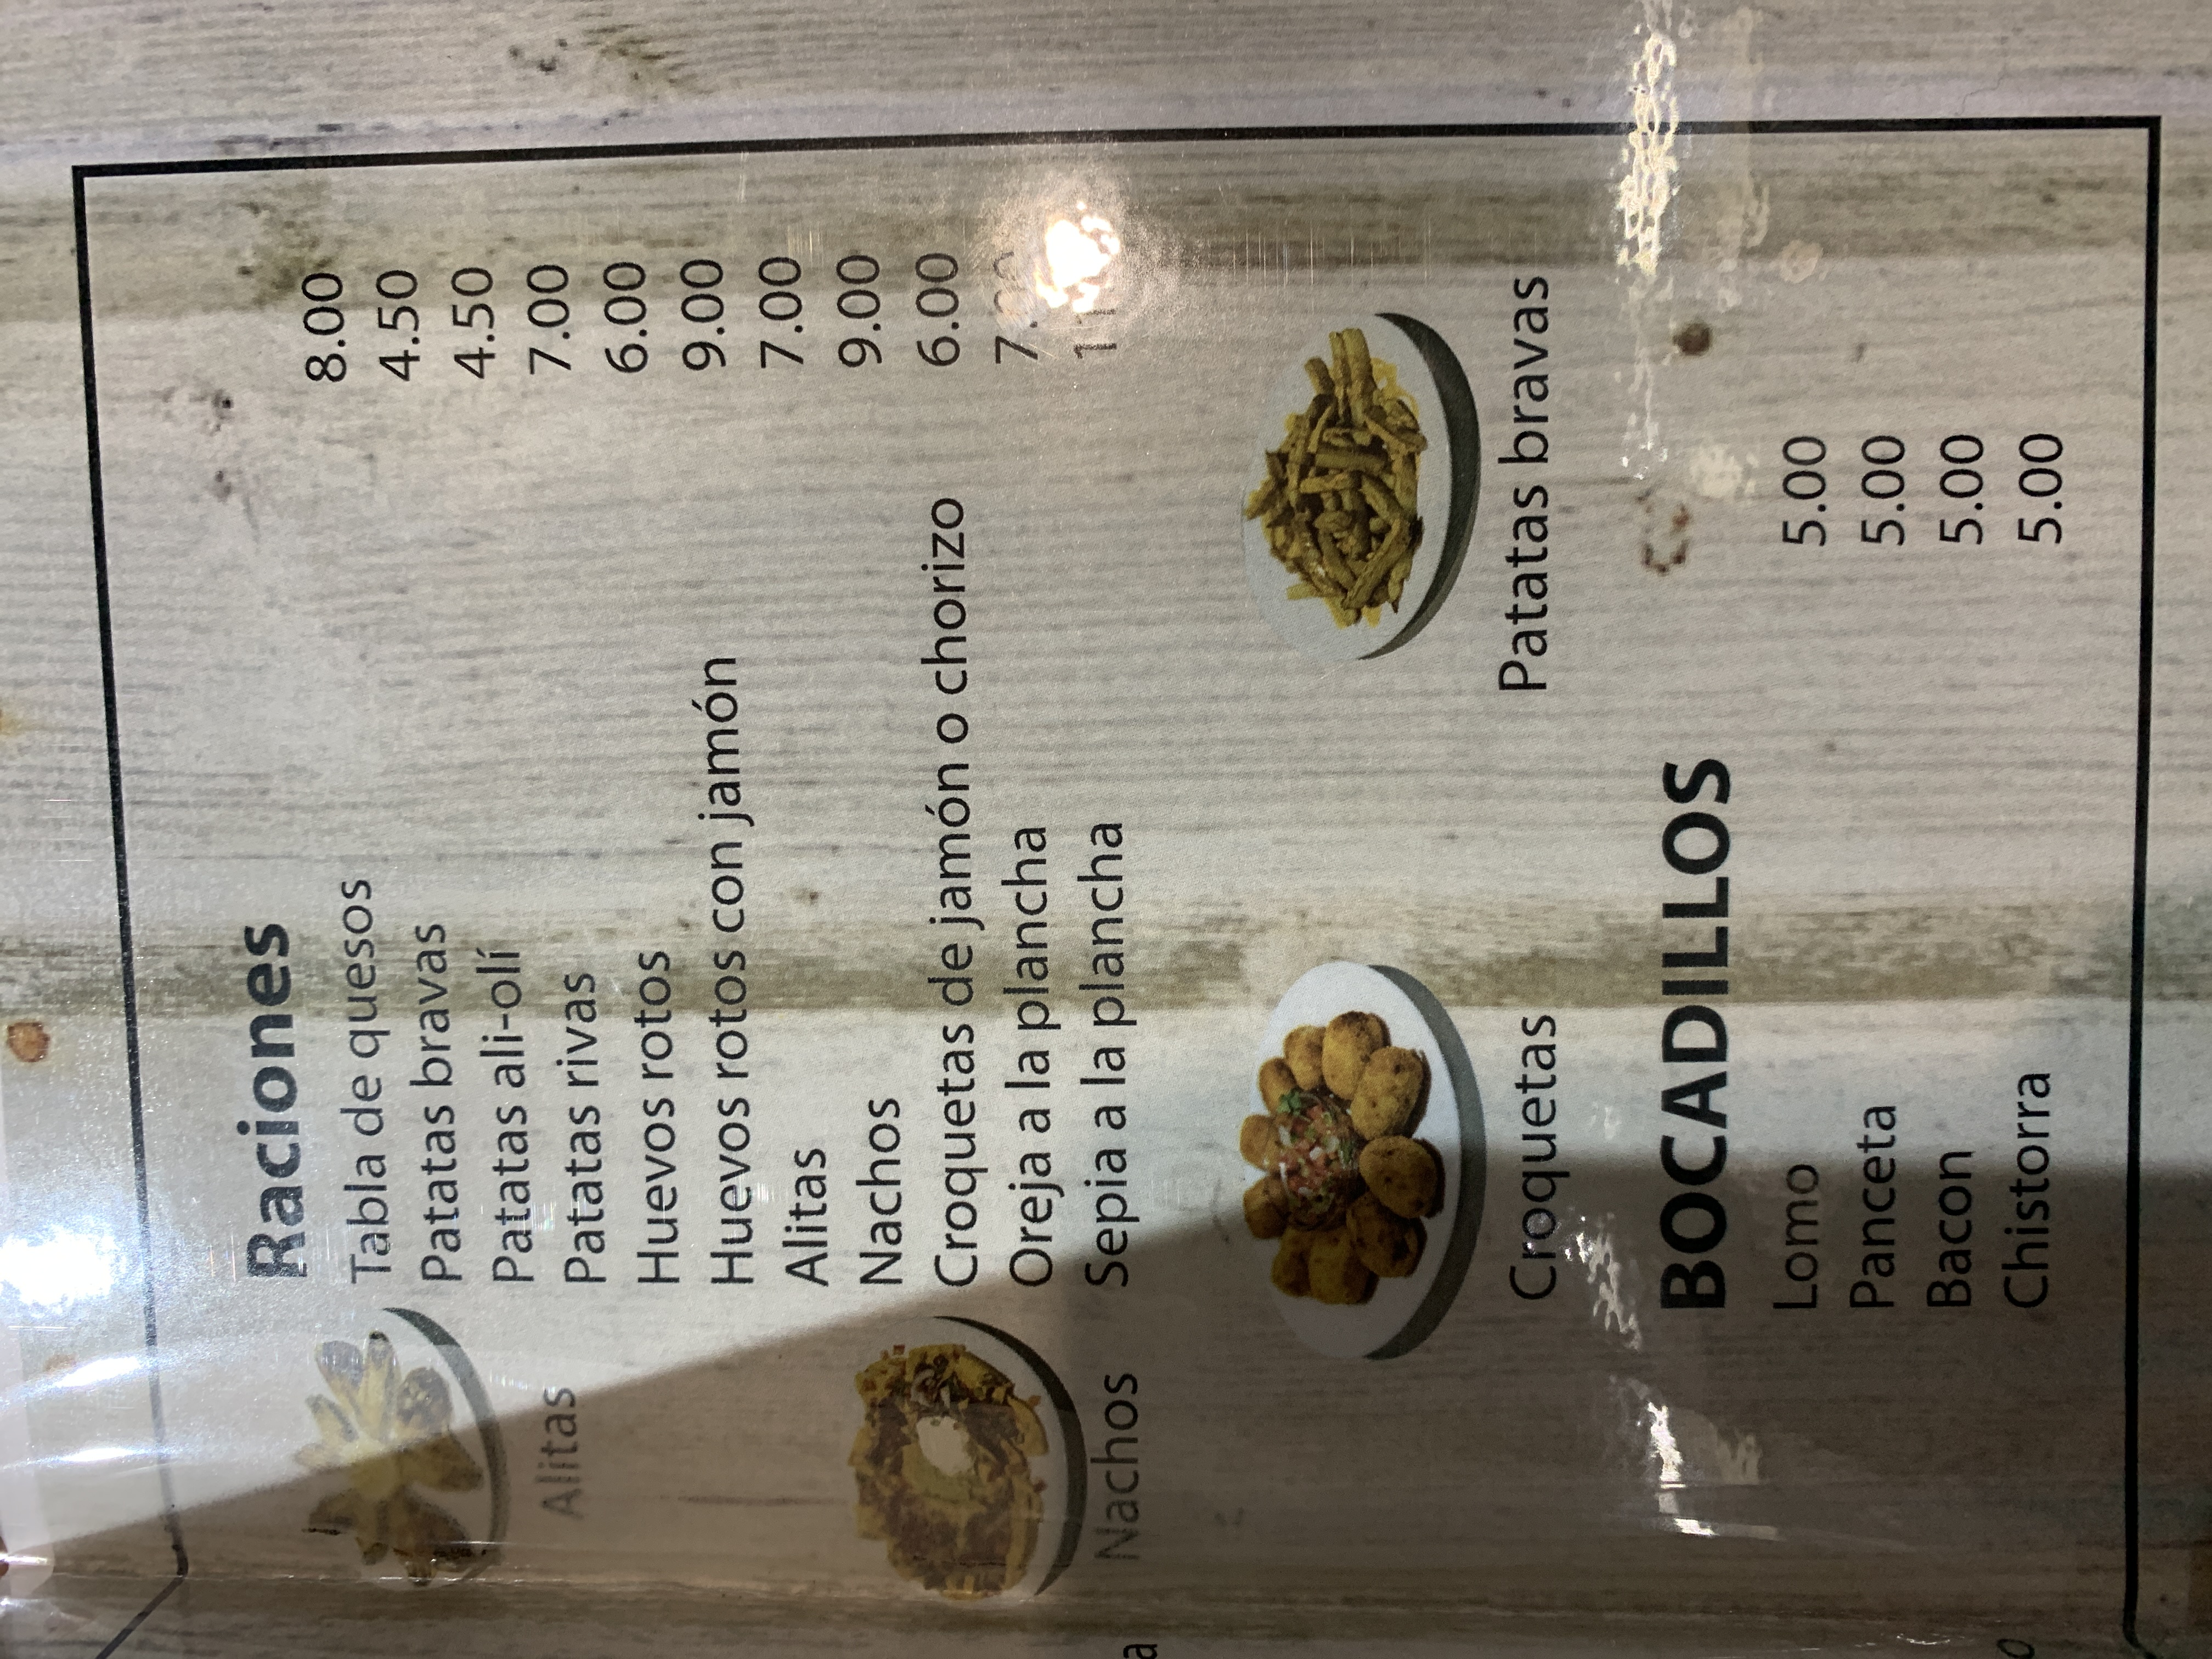 Raciones
Tabla de quesos 8.00
Patatas bravas 4.50
Patatas ali-olí 4.50
Patatas rivas 7.00
Huevos rotos 6.00
Huevos rotos con jamón 9.00
Alitas 7.00
Nachos 9.00
Croquetas de jamón o chorizo 6.00
Oreja a la plancha
Sepia a la plancha
Alitas
Nachos
Croquetas
Patatas bravas
BOCADILLOS
Lomo 5.00
Panceta 5.00
Bacon 5.00
Chistorra 5.00